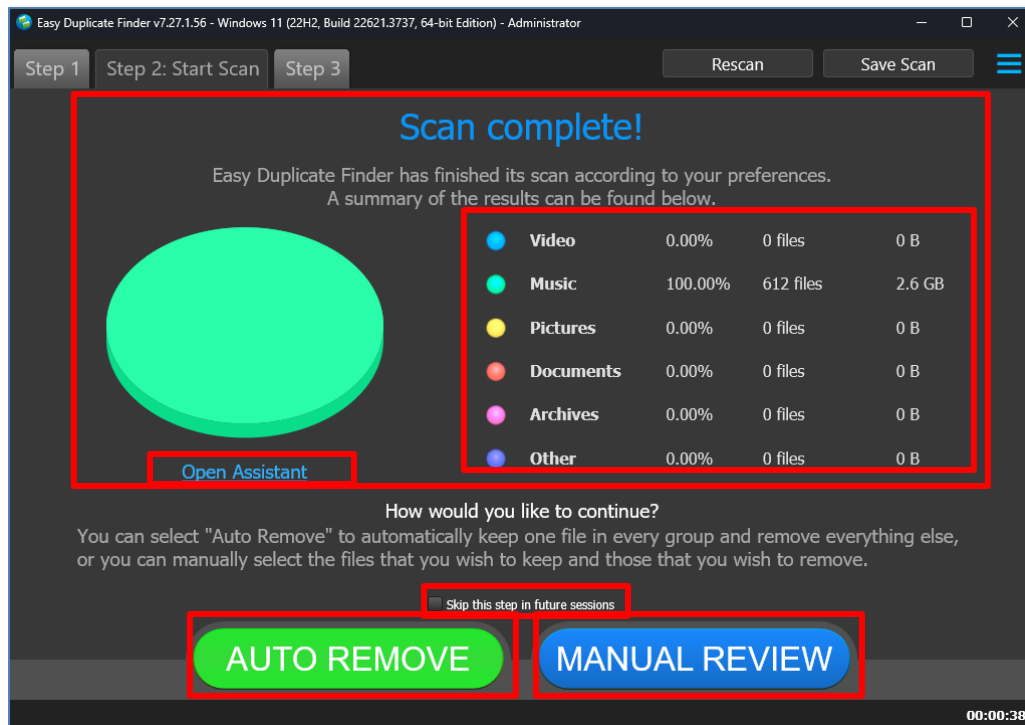 Easy Duplicate Finder v7.27.1.56 - Windows 11 (22H2, Build 22621.3737, 64-bit Edition) - Administrator
Step 1 Step 2: Start Scan Step 3 Rescan Save Scan
Scan complete!
Easy Duplicate Finder has finished its scan according to your preferences.
A summary of the results can be found below.
Video 0.00% 0 files 0 B
Music 100.00% 612 files 2.6 GB
Pictures 0.00% 0 files 0 B
Documents 0.00% 0 files 0 B
Archives 0.00% 0 files 0 B
Other 0.00% 0 files 0 B
Open Assistant
How would you like to continue?
You can select "Auto Remove" to automatically keep one file in every group and remove everything else,
or you can manually select the files that you wish to keep and those that you wish to remove.
Skip this step in future sessions
AUTO REMOVE MANUAL REVIEW
00:00:38